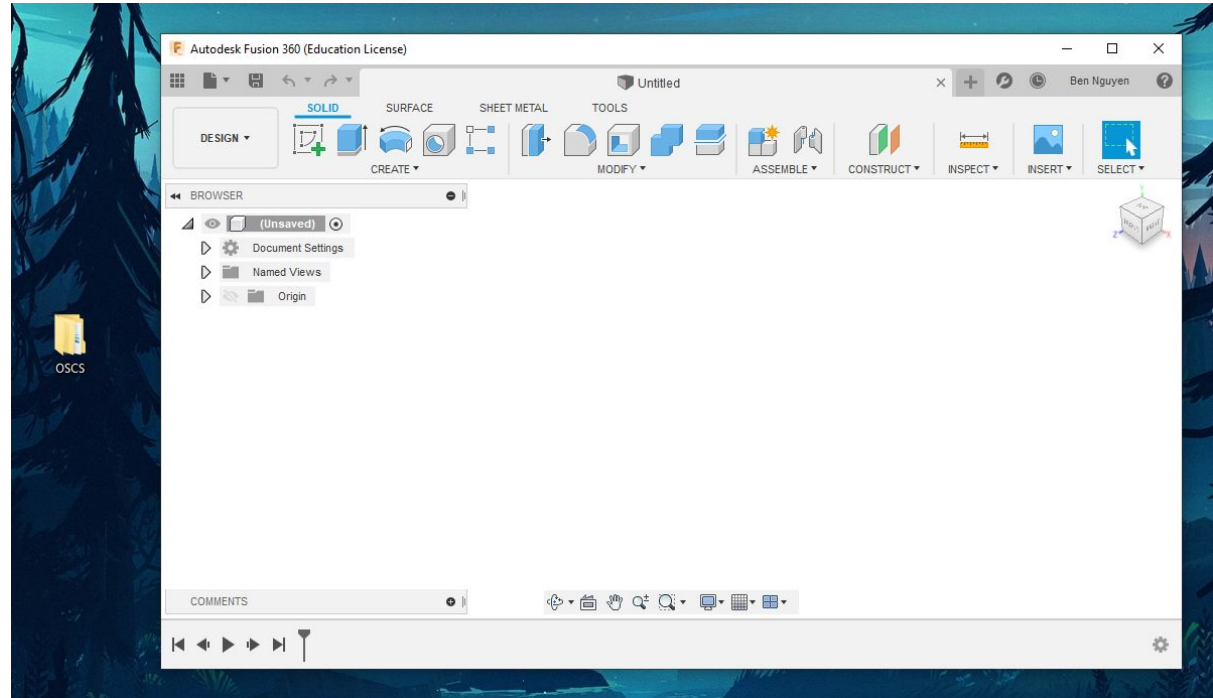 Autodesk Fusion 360 (Education License)
Untitled
Ben Nguyen
SOLID SURFACE SHEET METAL TOOLS
DESIGN
CREATE MODIFY ASSEMBLE CONSTRUCT INSPECT INSERT SELECT
BROWSER
(Unsaved)
Document Settings
Named Views
Origin
OSCS
COMMENTS